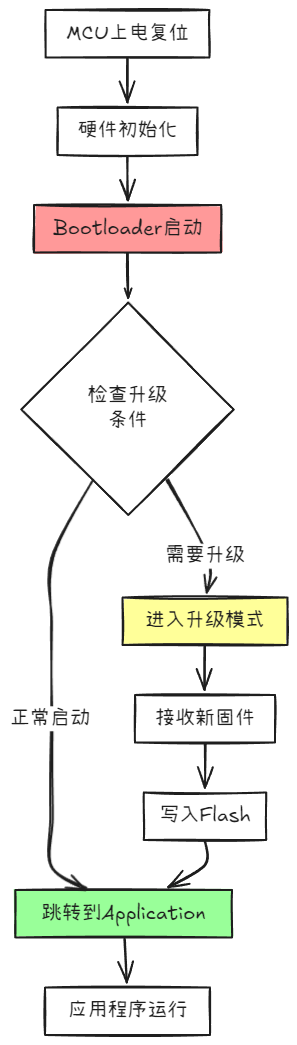 MCU上电复位
硬件初始化
Bootloader启动
检查升级
条件
需要升级
进入升级模式
正常启动
接收新固件
写入Flash
跳转到Application
应用程序运行